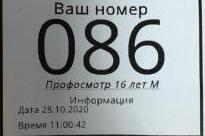 Ваш номер
086
Профосмотр 16 лет М
Информация
Дата 28.10.2020
Время 11:00:42